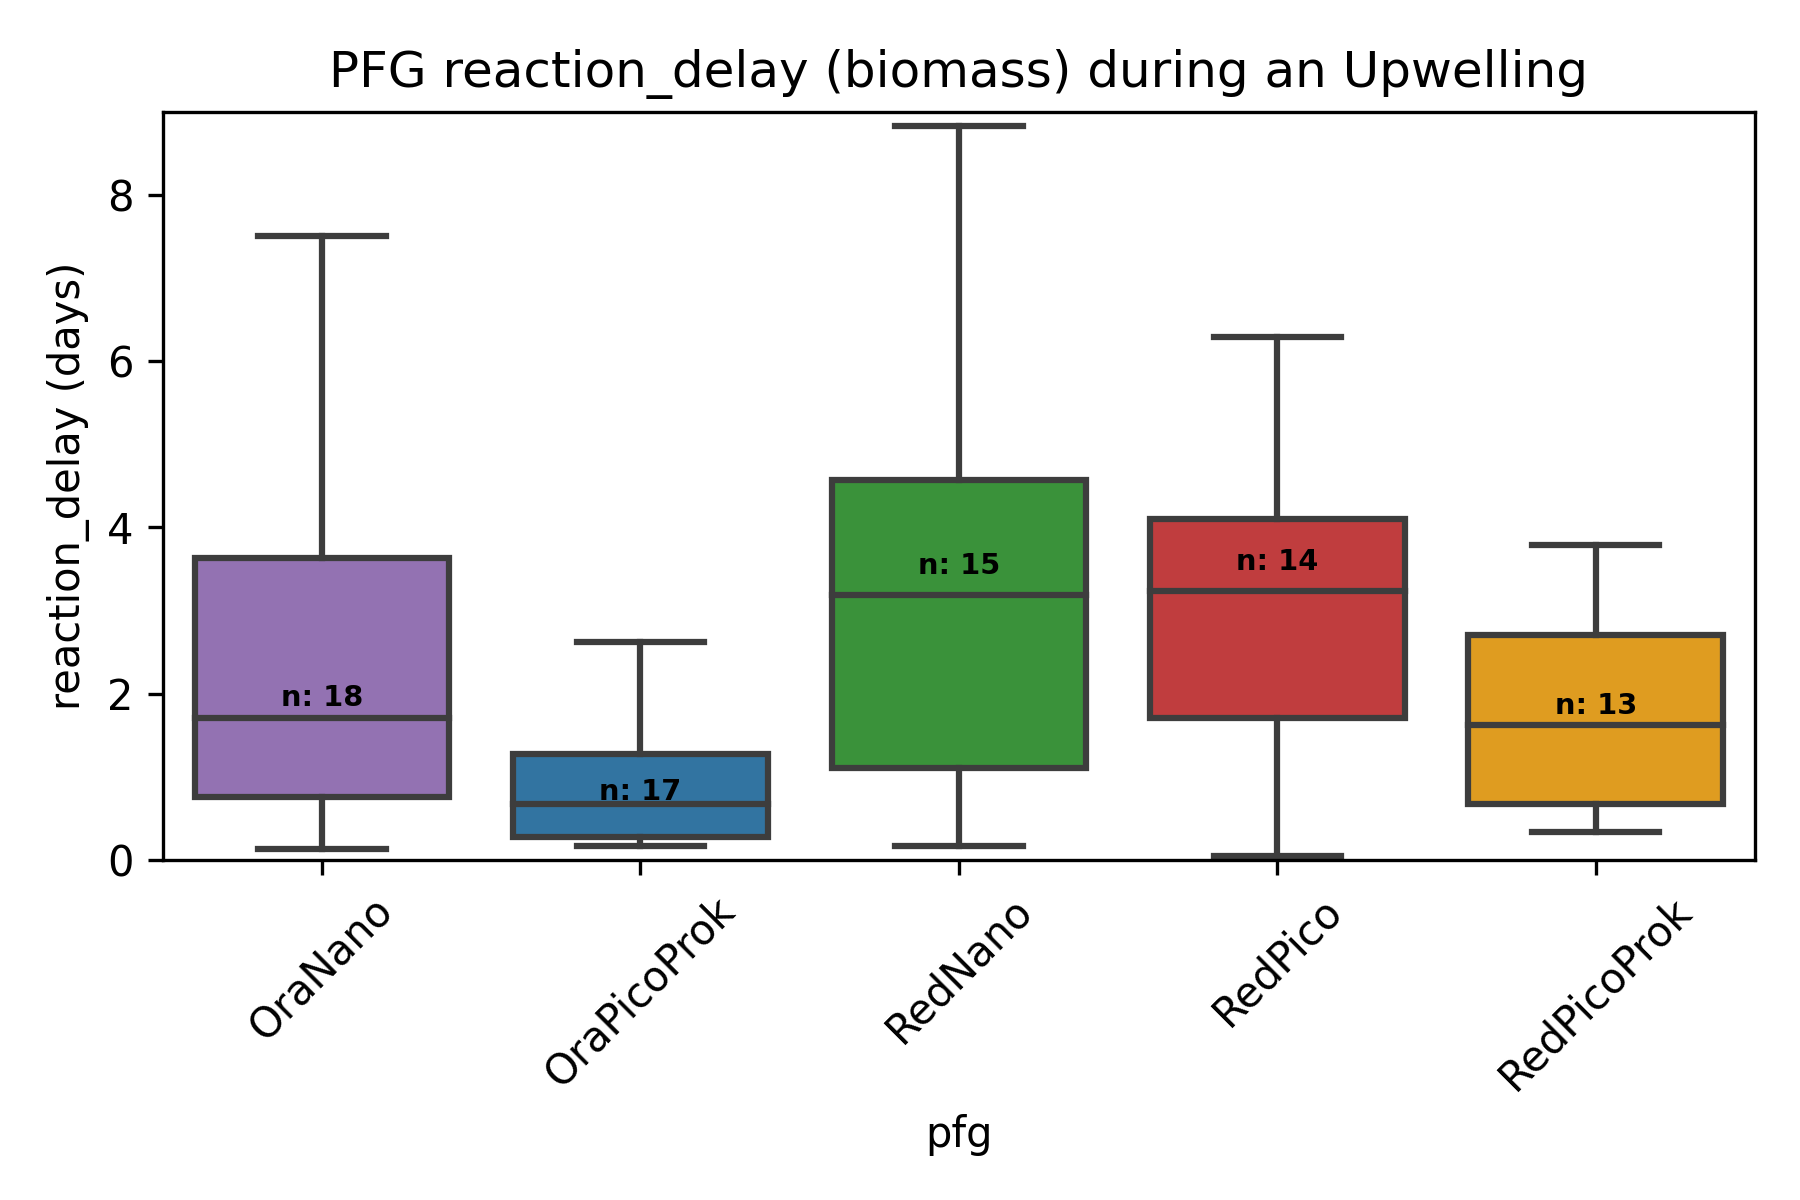 PFG reaction_delay (biomass) during an Upwelling
reaction_delay (days)
8
6
4
2
0
n: 18
n: 17
n: 15
n: 14
n: 13
OraNano
OraPicoProk
RedNano
RedPico
RedPicoProk
pfg